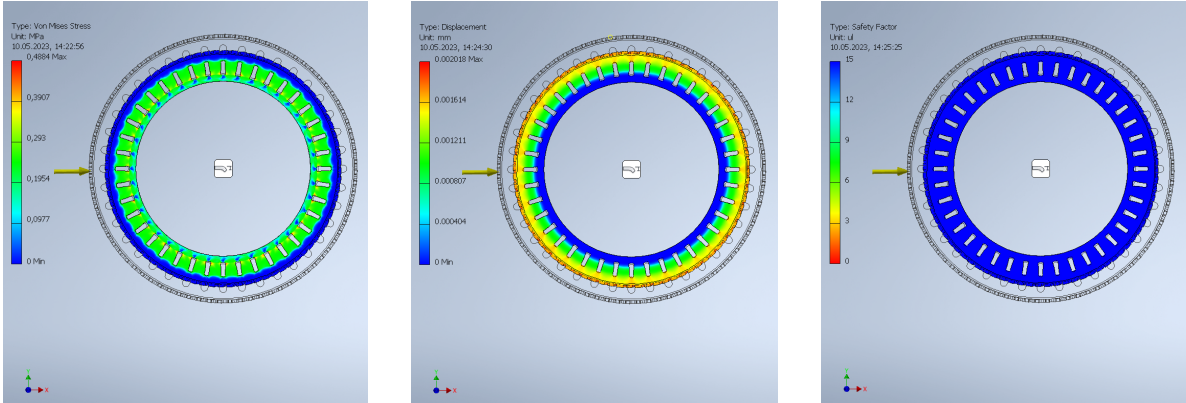 Type: Von Mises Stress
Unit: MPa
10.05.2023, 14:22:56
0,4884 Max
0,3907
0,293
0,1954
0,0977
0 Min
Y
X
Type: Displacement
Unit: mm
10.05.2023, 14:24:30
0.002018 Max
0.001614
0.001211
0.000807
0.000404
0 Min
Y
X
Type: Safety Factor
Unit: ul
10.05.2023, 14:25:25
15
12
9
6
3
0
Y
X